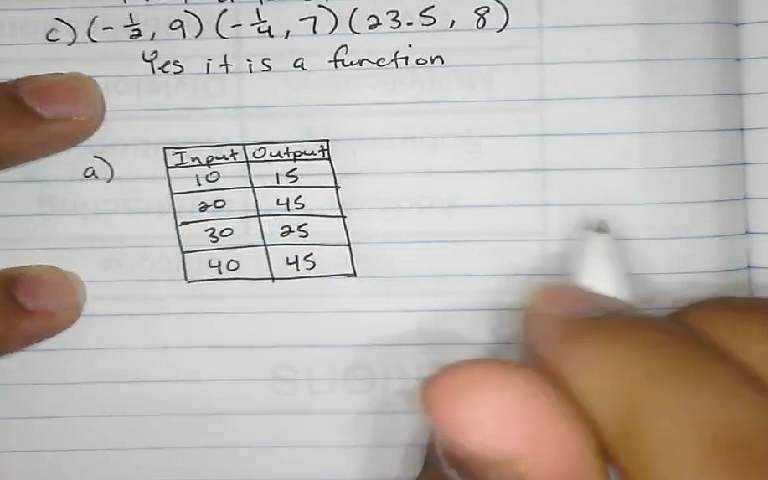 c) (-1/2, 9) (-1/4, 7) (23.5, 8)
Yes it is a function
a)
Input Output
10 15
20 45
30 25
40 45